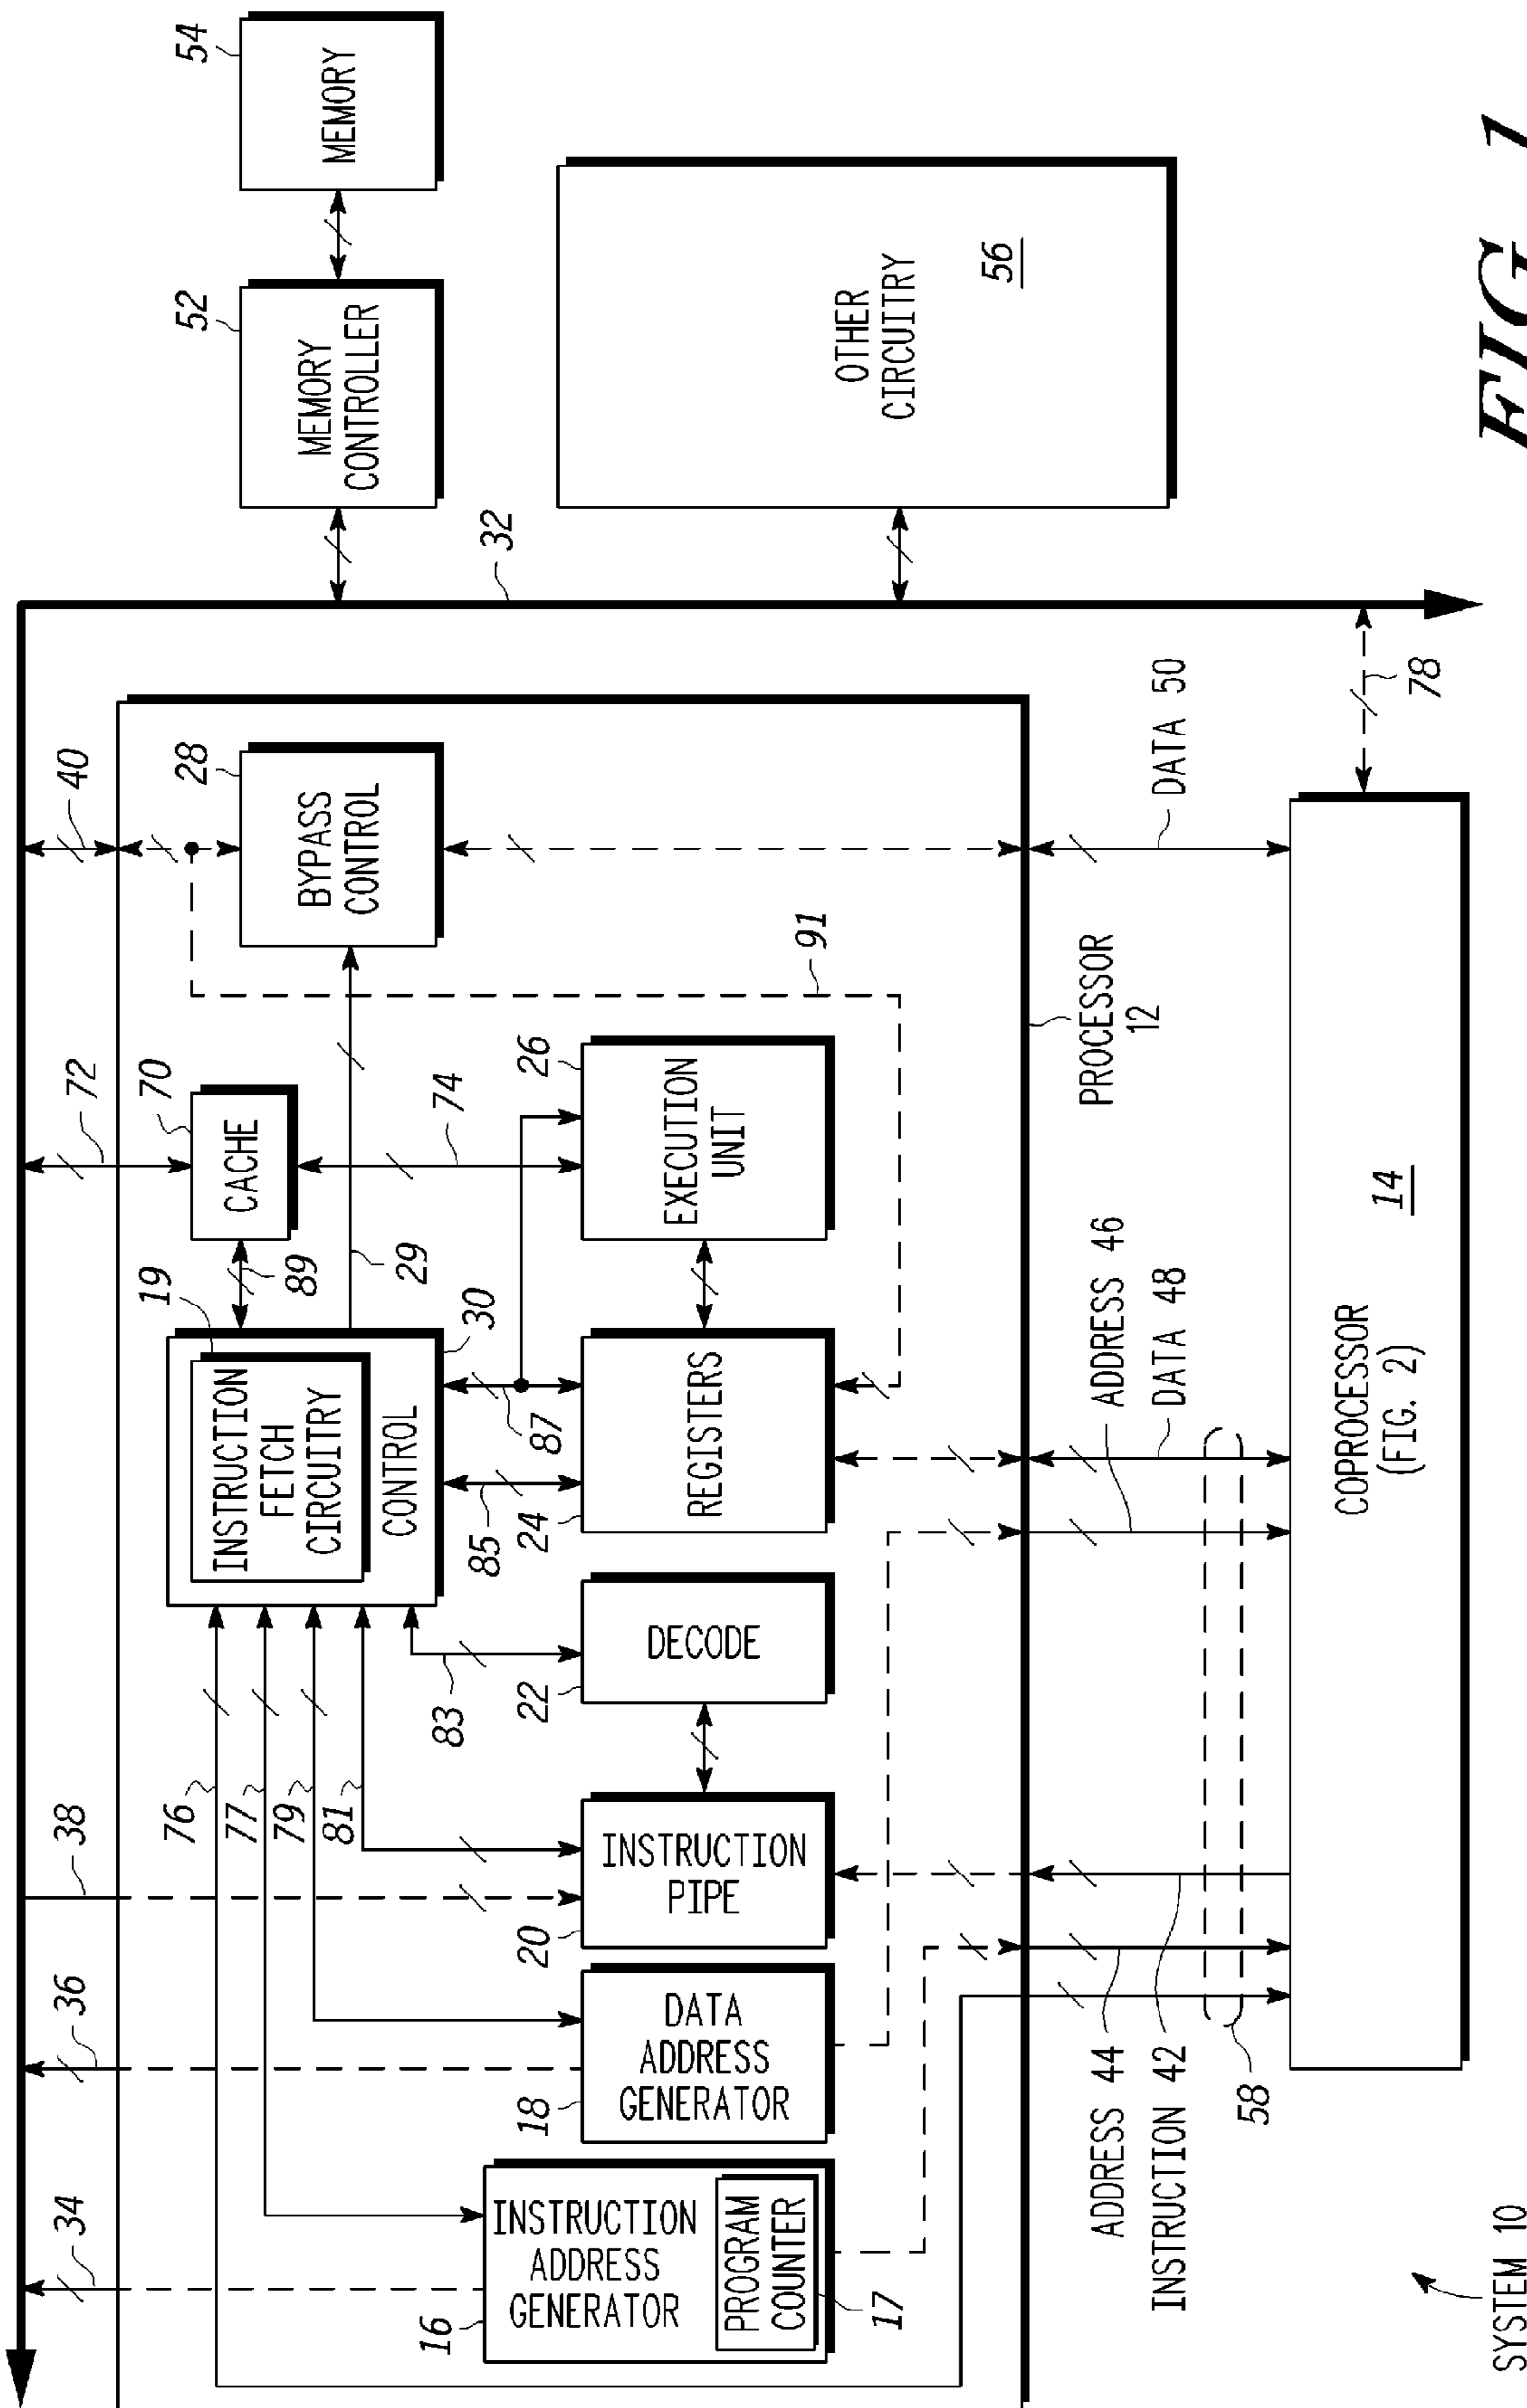 34
36
38
72
40
76
77
79
81
INSTRUCTION
FETCH
CIRCUITRY
CONTROL
19
30
89
CACHE
70
29
BYPASS
CONTROL
28
MEMORY
CONTROLLER
52
MEMORY
54
83
85
87
74
32
INSTRUCTION
ADDRESS
GENERATOR
16
PROGRAM
COUNTER
17
DATA
ADDRESS
GENERATOR
18
INSTRUCTION
PIPE
20
DECODE
22
REGISTERS
24
EXECUTION
UNIT
26
91
OTHER
CIRCUITRY
56
PROCESSOR
12
ADDRESS 44
INSTRUCTION 42
58
ADDRESS 46
DATA 48
DATA 50
COPROCESSOR
(FIG. 2)
14
78
SYSTEM 10
FIG. 1